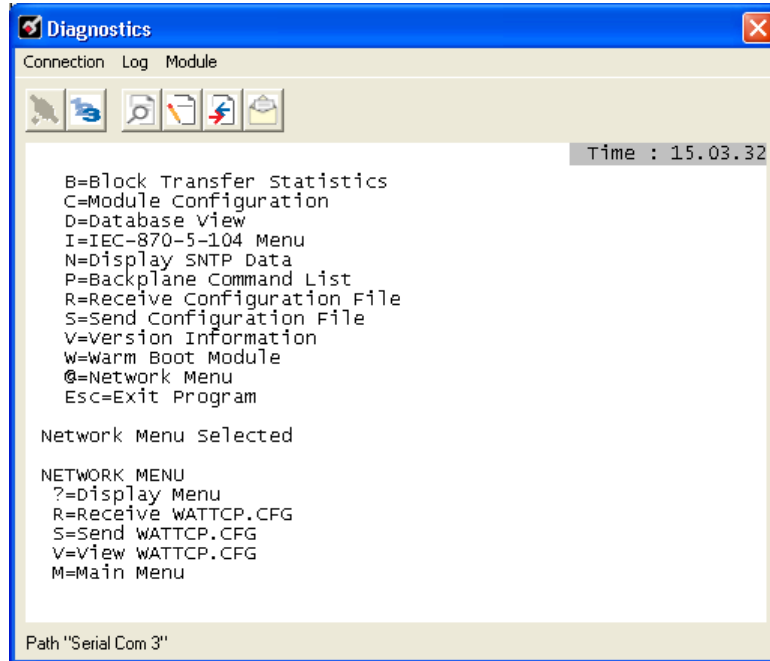 Diagnostics
Connection Log Module
Time : 15.03.32
B=Block Transfer Statistics
C=Module Configuration
D=Database View
I=IEC-870-5-104 Menu
N=Display SNTP Data
P=Backplane Command List
R=Receive Configuration File
S=Send Configuration File
V=Version Information
W=Warm Boot Module
@=Network Menu
Esc=Exit Program
Network Menu Selected
NETWORK MENU
?=Display Menu
R=Receive WATTCP.CFG
S=Send WATTCP.CFG
V=View WATTCP.CFG
M=Main Menu
Path "Serial Com 3"